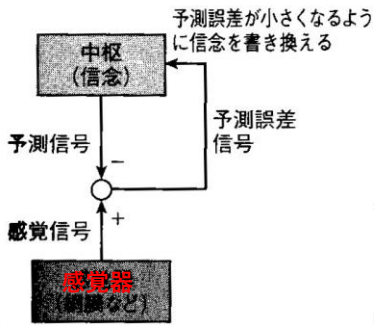 予測誤差が小さくなるよう
に信念を書き換える
中枢
(信念)
予測誤差
信号
予測信号
−
+
感覚信号
感覚器
など)